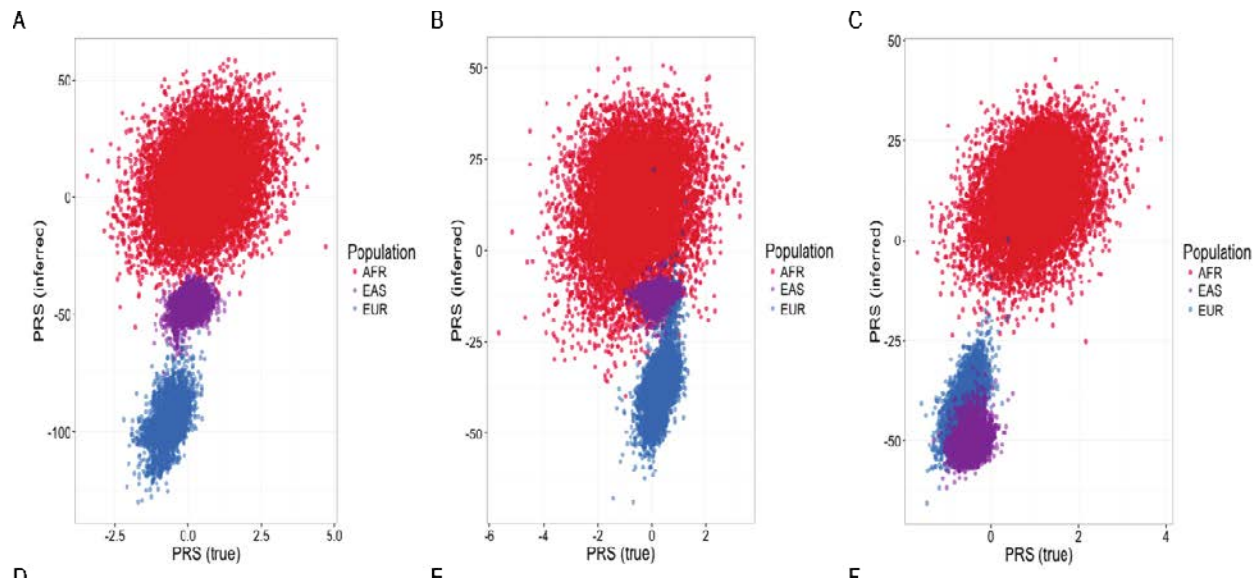 A
B
C
50
0
-50
-100
PRS (inferred)
-2.5
0.0
2.5
5.0
PRS (true)
Population
AFR
EAS
EUR
50
25
0
-25
-50
PRS (inferred)
-6
-4
-2
0
2
PRS (true)
Population
AFR
EAS
EUR
50
25
0
-25
-50
PRS (inferred)
0
2
4
PRS (true)
Population
AFR
EAS
EUR